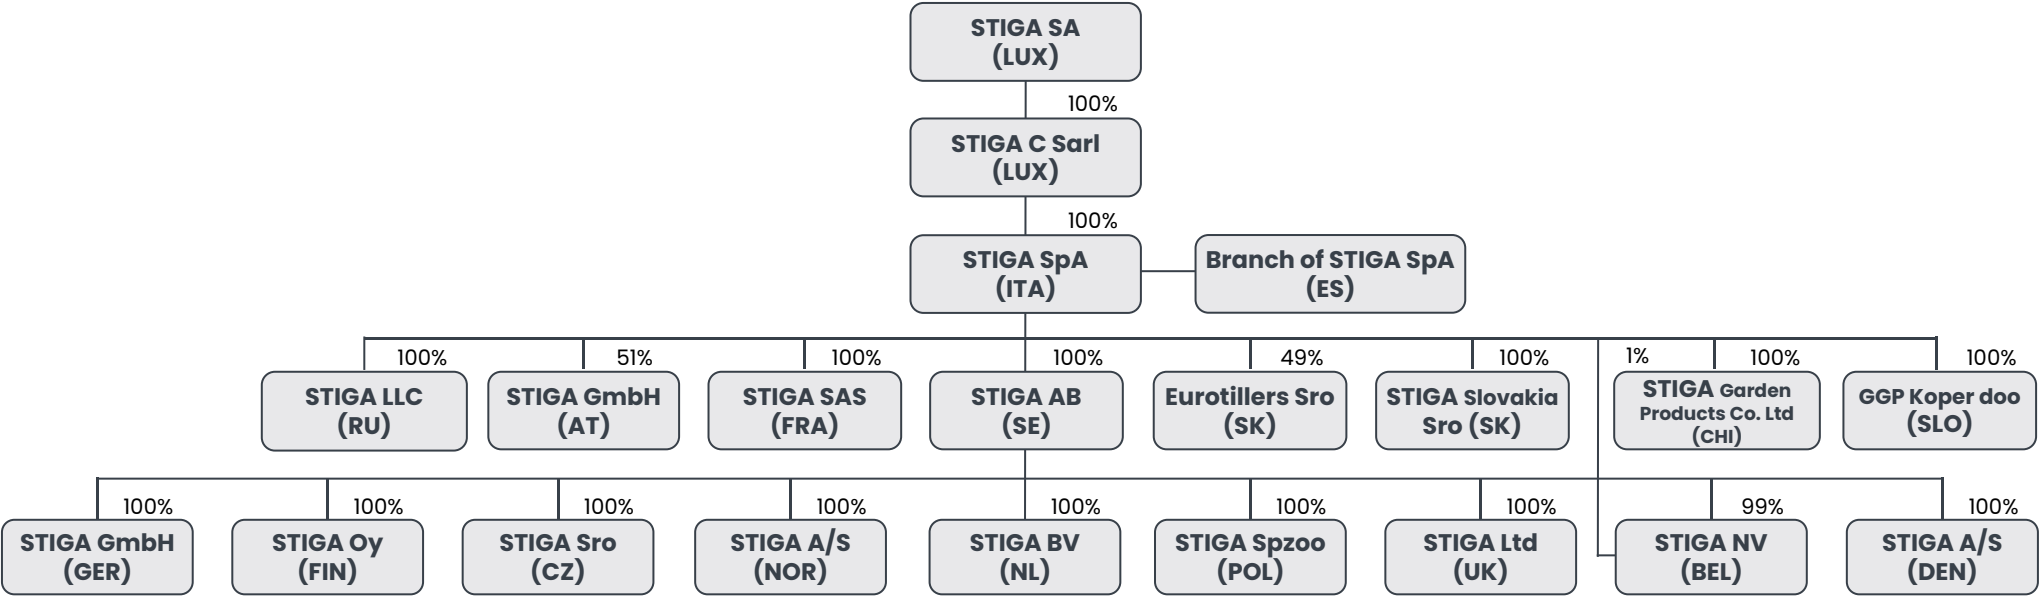 STIGA SA
(LUX)
100%
STIGA C Sarl
(LUX)
100%
STIGA SpA
(ITA)
Branch of STIGA SpA
(ES)
100%
51%
100%
100%
49%
100%
1%
100%
100%
STIGA LLC
(RU)
STIGA GmbH
(AT)
STIGA SAS
(FRA)
STIGA AB
(SE)
Eurotillers Sro
(SK)
STIGA Slovakia
Sro (SK)
STIGA Garden
Products Co. Ltd
(CHI)
GGP Koper doo
(SLO)
100%
100%
100%
100%
100%
100%
100%
99%
100%
STIGA GmbH
(GER)
STIGA Oy
(FIN)
STIGA Sro
(CZ)
STIGA A/S
(NOR)
STIGA BV
(NL)
STIGA Spzoo
(POL)
STIGA Ltd
(UK)
STIGA NV
(BEL)
STIGA A/S
(DEN)